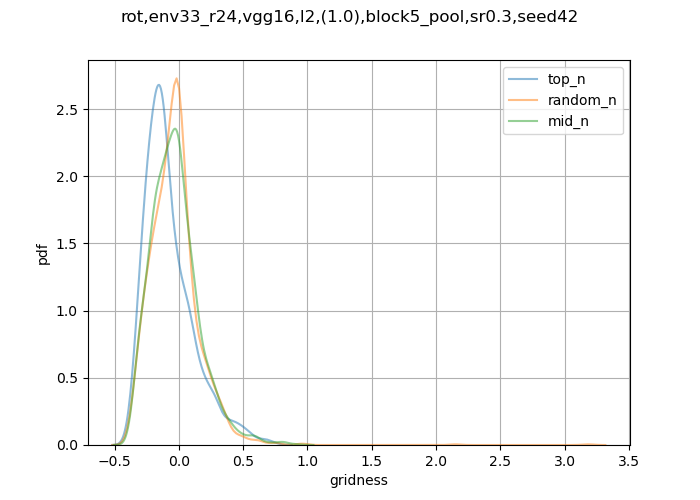 rot,env33_r24,vgg16,l2,(1.0),block5_pool,sr0.3,seed42
top_n
random_n
mid_n
pdf
2.5
2.0
1.5
1.0
0.5
0.0
−0.5 0.0 0.5 1.0 1.5 2.0 2.5 3.0 3.5
gridness